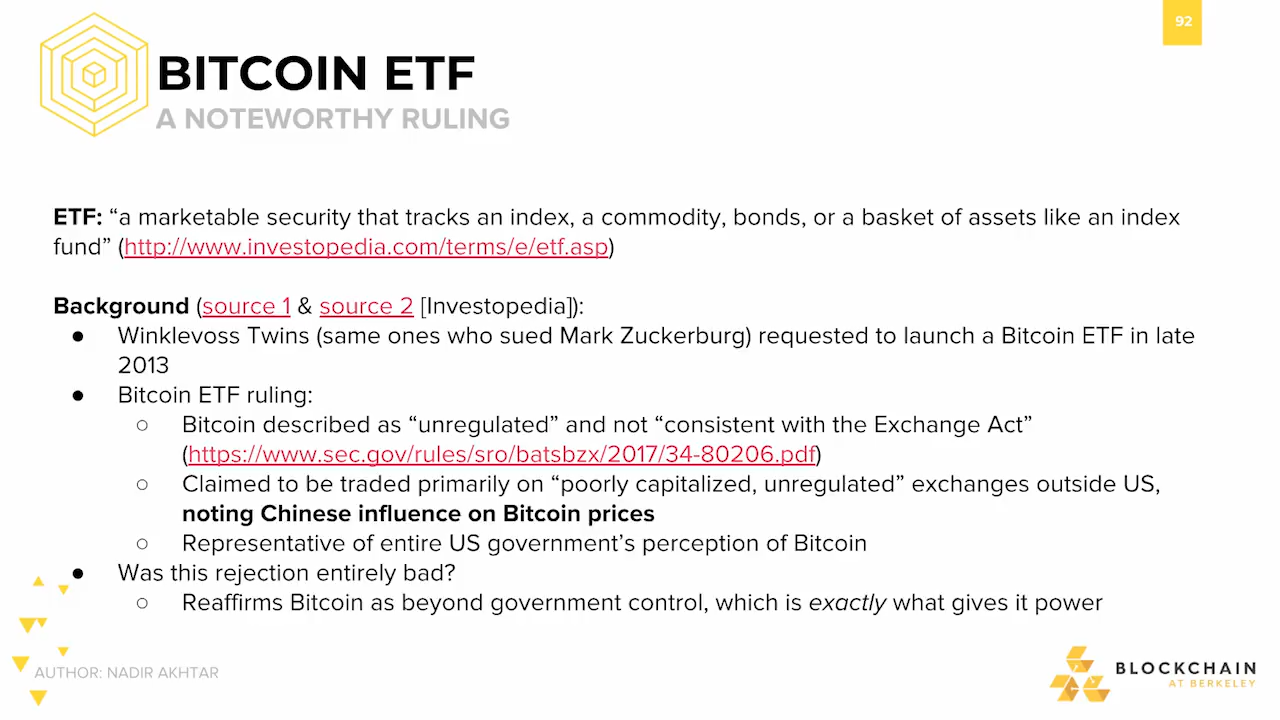 92
BITCOIN ETF
A NOTEWORTHY RULING
ETF: “a marketable security that tracks an index, a commodity, bonds, or a basket of assets like an index
fund” (http://www.investopedia.com/terms/e/etf.asp)
Background (source 1 & source 2 [Investopedia]):
● Winklevoss Twins (same ones who sued Mark Zuckerburg) requested to launch a Bitcoin ETF in late
2013
● Bitcoin ETF ruling:
○ Bitcoin described as “unregulated” and not “consistent with the Exchange Act”
(https://www.sec.gov/rules/sro/batsbzx/2017/34-80206.pdf)
○ Claimed to be traded primarily on “poorly capitalized, unregulated” exchanges outside US,
noting Chinese influence on Bitcoin prices
○ Representative of entire US government’s perception of Bitcoin
● Was this rejection entirely bad?
○ Reaffirms Bitcoin as beyond government control, which is exactly what gives it power
AUTHOR: NADIR AKHTAR
BLOCKCHAIN
AT BERKELEY